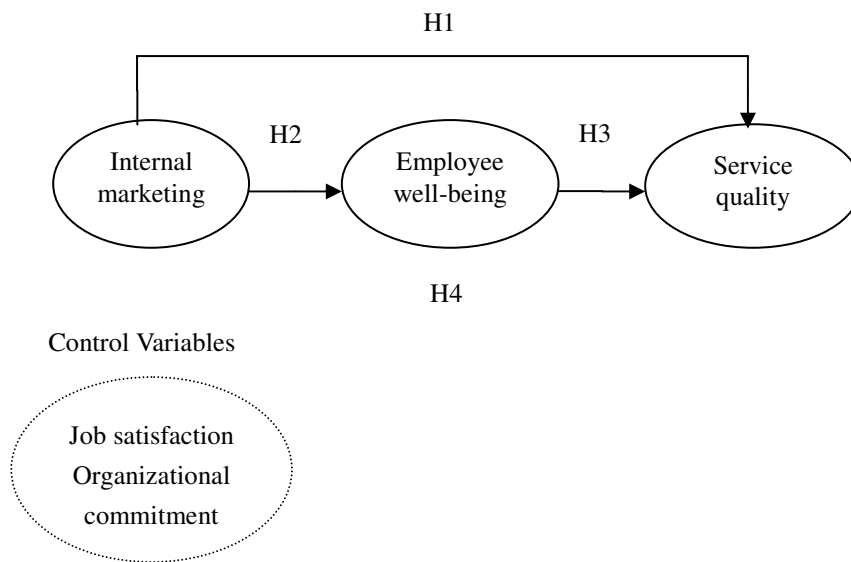 H1
H2
H3
Internal
marketing
Employee
well-being
Service
quality
H4
Control Variables
Job satisfaction
Organizational
commitment